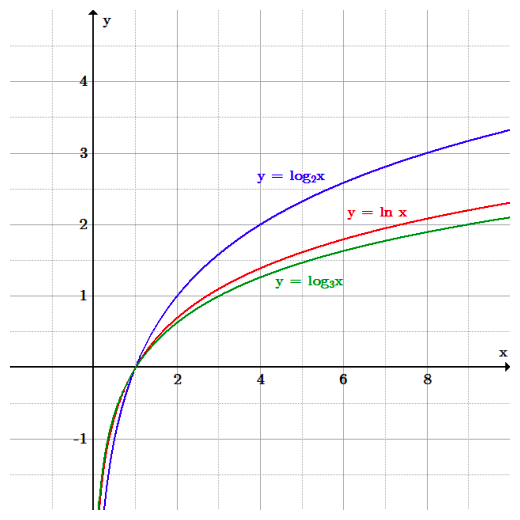 y
4
3
y = log₂x
y = ln x
2
y = log₃x
1
x
2 4 6 8
-1